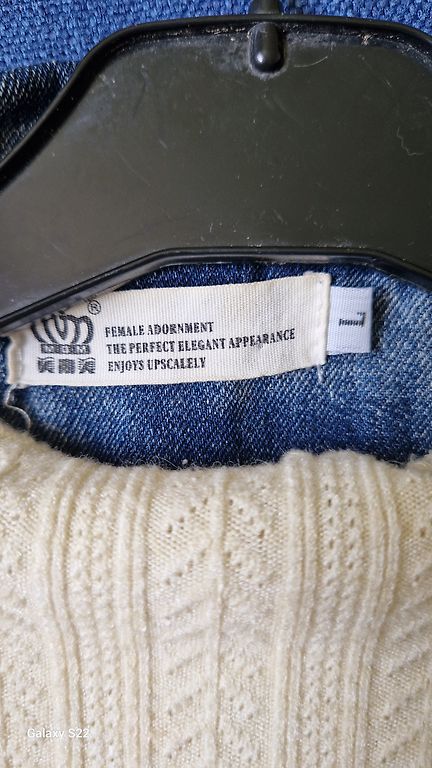 ®
FEMALE ADORNMENT
THE PERFECT ELEGANT APPEARANCE
ENJOYS UPSCALELY
L
Galaxy S22